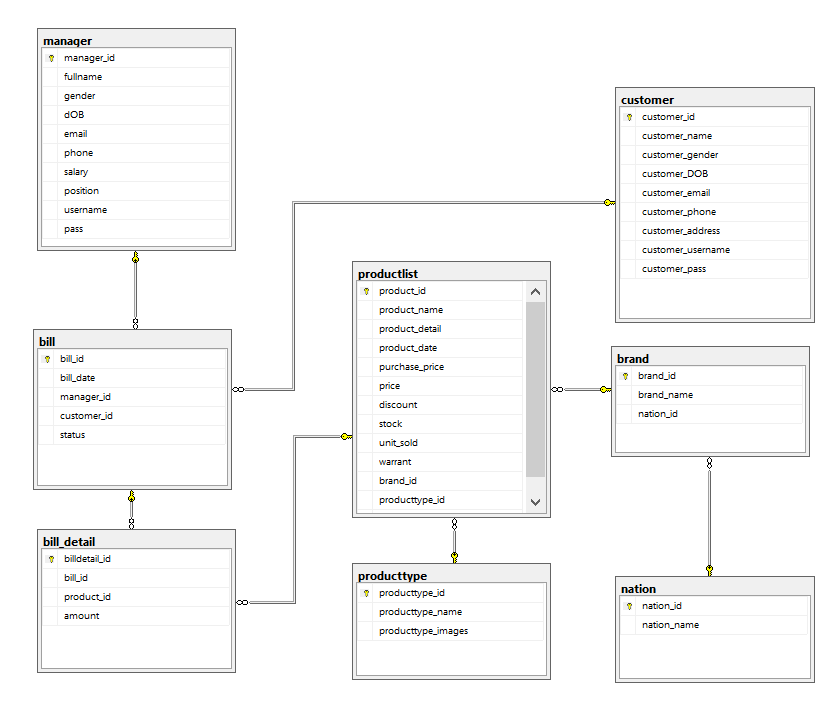 manager
manager_id
fullname
gender
dOB
email
phone
salary
position
username
pass
customer
customer_id
customer_name
customer_gender
customer_DOB
customer_email
customer_phone
customer_address
customer_username
customer_pass
productlist
product_id
product_name
product_detail
product_date
purchase_price
price
discount
stock
unit_sold
warrant
brand_id
producttype_id
bill
bill_id
bill_date
manager_id
customer_id
status
brand
brand_id
brand_name
nation_id
bill_detail
billdetail_id
bill_id
product_id
amount
producttype
producttype_id
producttype_name
producttype_images
nation
nation_id
nation_name